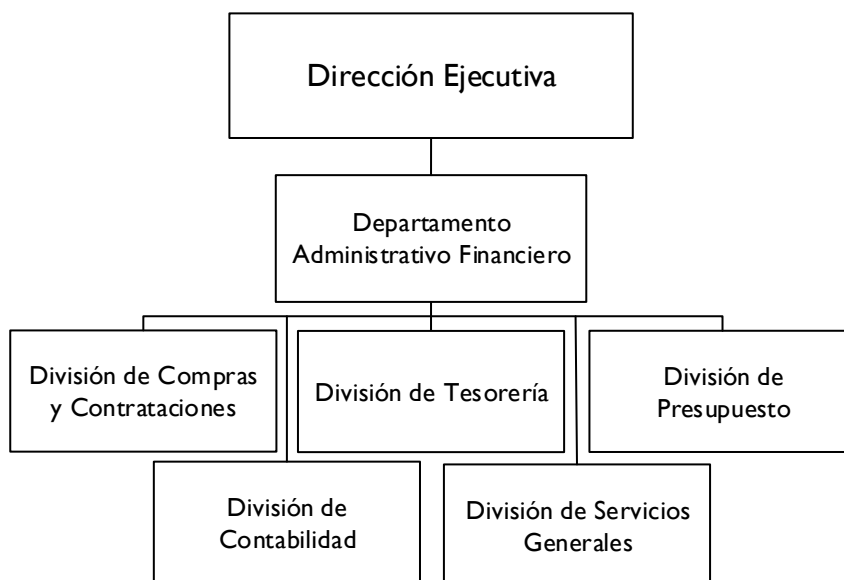 Dirección Ejecutiva
Departamento
Administrativo Financiero
División de Compras
y Contrataciones
División de Tesorería
División de
Presupuesto
División de
Contabilidad
División de Servicios
Generales